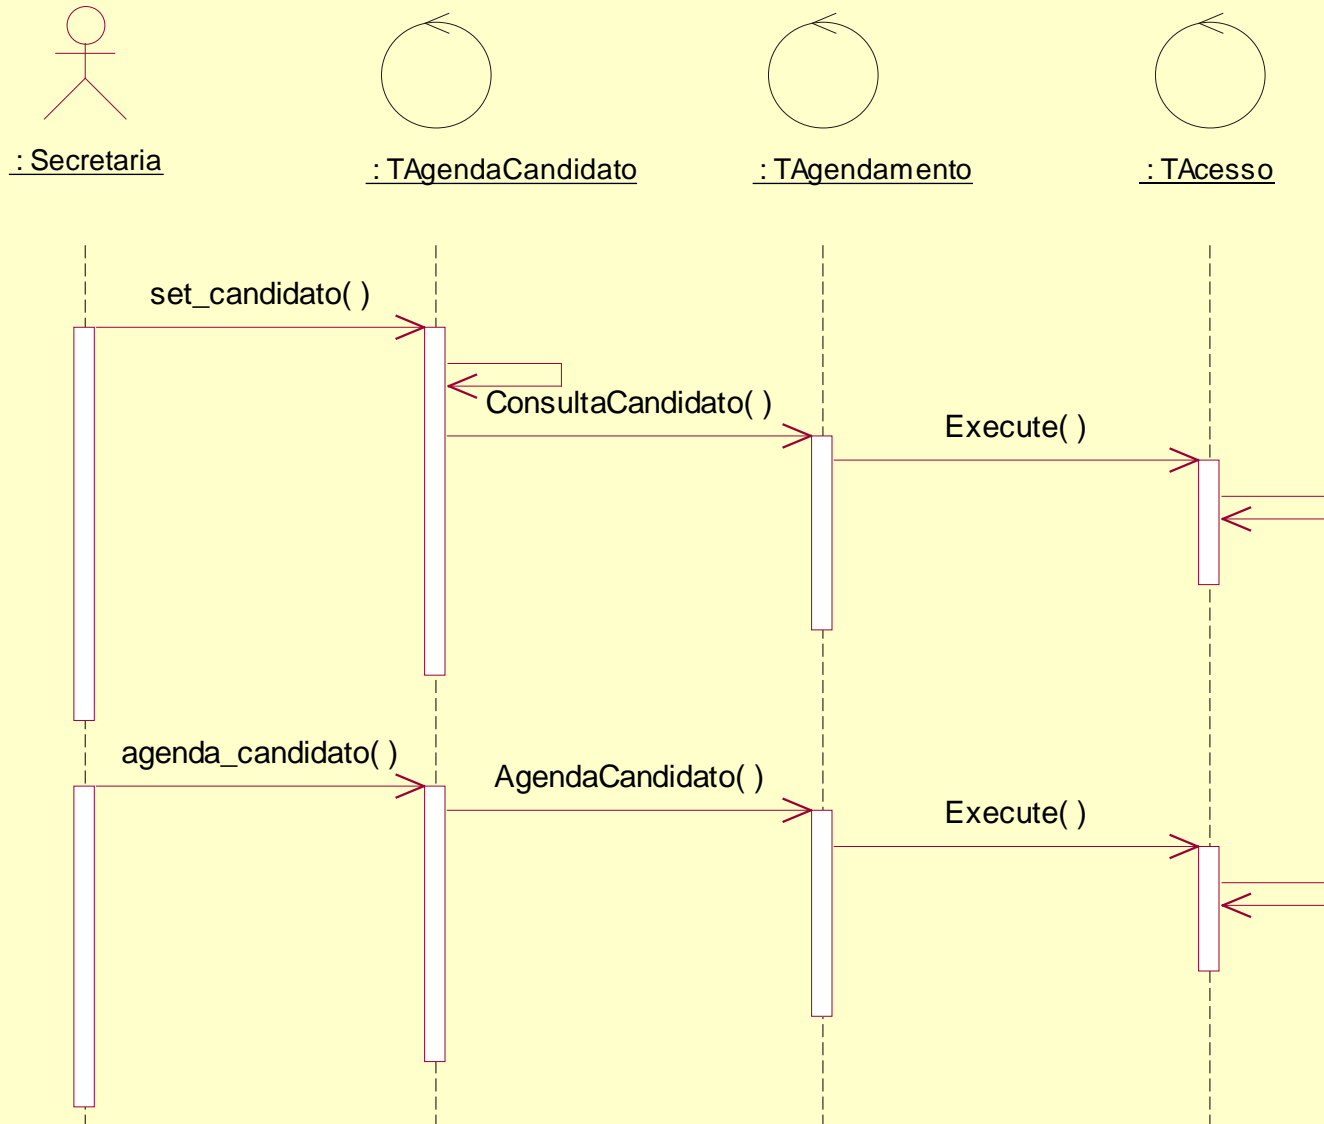 : Secretaria
: TAgendaCandidato
: TAgendamento
: TAcesso
set_candidato( )
ConsultaCandidato( )
Execute( )
agenda_candidato( )
AgendaCandidato( )
Execute( )